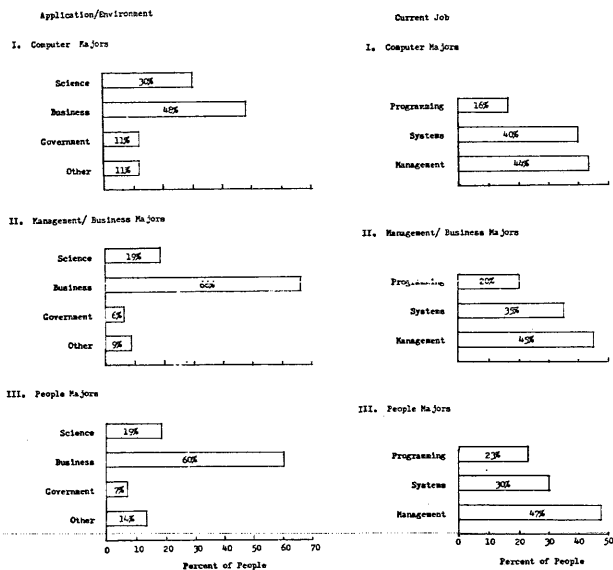 Application/Environment
I. Computer Majors
Science 30%
Business 48%
Government 11%
Other 11%
II. Management/ Business Majors
Science 19%
Business 66%
Government 6%
Other 9%
III. People Majors
Science 19%
Business 60%
Government 7%
Other 14%
0 10 20 30 40 50 60 70
Percent of People
Current Job
I. Computer Majors
Programming 16%
Systems 40%
Management 44%
II. Management/ Business Majors
Programming 20%
Systems 35%
Management 45%
III. People Majors
Programming 23%
Systems 30%
Management 47%
0 10 20 30 40 50
Percent of People